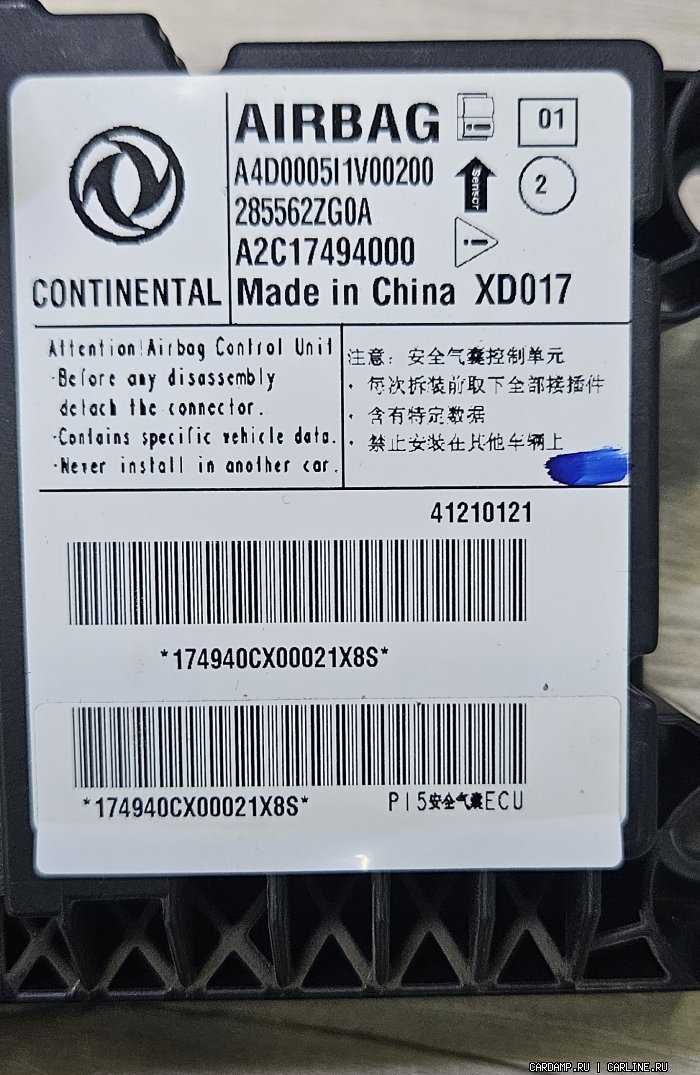 AIRBAG
01
A4D0005I1V00200
Sensor
2
285562ZG0A
A2C17494000
CONTINENTAL
Made in China XD017
Attention!Airbag Control Unit
·Before any disassembly
detach the connector.
·Contains specific vehicle data.
·Never install in another car.
注意: 安全气囊控制单元
· 每次拆装前取下全部接插件
· 含有特定数据
· 禁止安装在其他车辆上
41210121
*174940CX00021X8S*
*174940CX00021X8S*
P15安全气囊ECU
CARDAMP.RU | CARLINE.RU